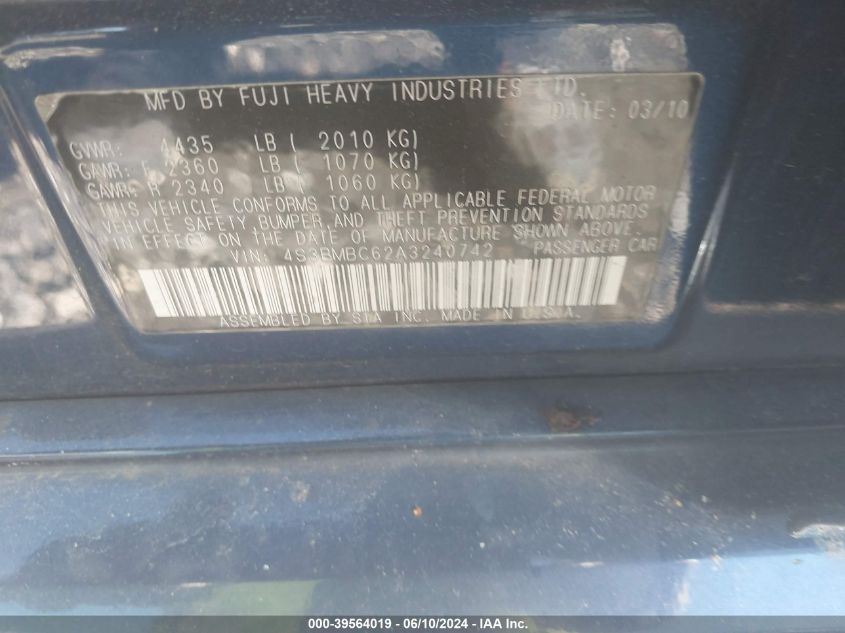 MFD BY FUJI HEAVY INDUSTRIES LTD.
DATE: 03/10
GVWR: 4435 LB ( 2010 KG)
GAWR: F 2360 LB ( 1070 KG)
GAWR: R 2340 LB ( 1060 KG)
THIS VEHICLE CONFORMS TO ALL APPLICABLE FEDERAL MOTOR
VEHICLE SAFETY, BUMPER, AND THEFT PREVENTION STANDARDS
IN EFFECT ON THE DATE OF MANUFACTURE SHOWN ABOVE.
VIN: 4S3BMBC62A3240742 PASSENGER CAR
ASSEMBLED BY SIA INC. MADE IN U.S.A.
000-39564019 - 06/10/2024 - IAA Inc.